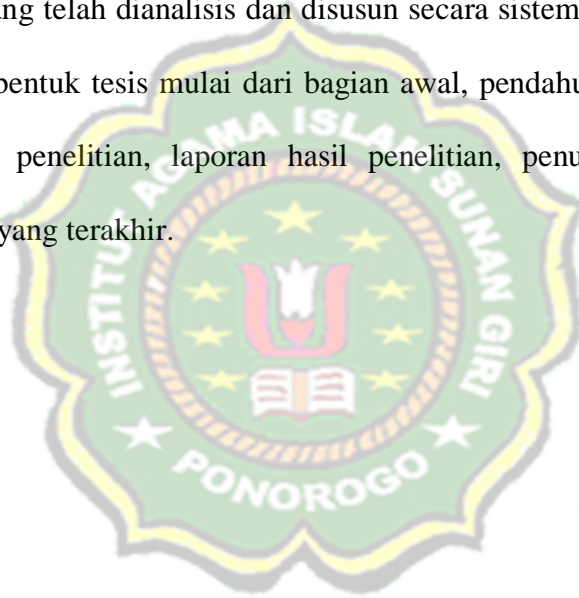 ang telah dianalisis dan disusun secara sistem
bentuk tesis mulai dari bagian awal, pendahu
penelitian, laporan hasil penelitian, penu
yang terakhir.
INSTITUT AGAMA ISLAM SUNAN GIRI
PONOROGO